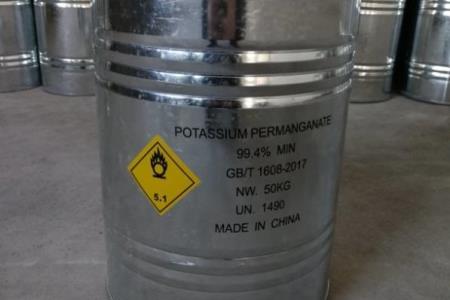 POTASSIUM PERMANGANATE
99.4% MIN
GB/T 1608-2017
NW. 50KG
UN. 1490
MADE IN CHINA
5.1